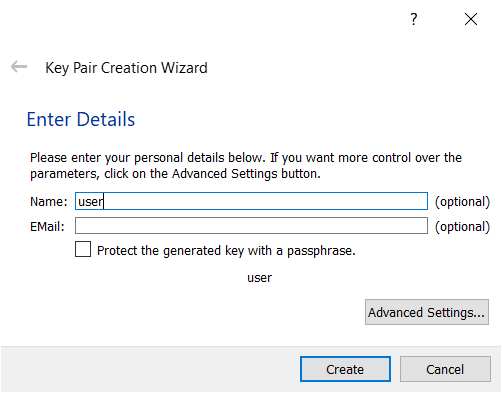 ?
Key Pair Creation Wizard
Enter Details
Please enter your personal details below. If you want more control over the
parameters, click on the Advanced Settings button.
Name: user (optional)
EMail: (optional)
Protect the generated key with a passphrase.
user
Advanced Settings...
Create Cancel